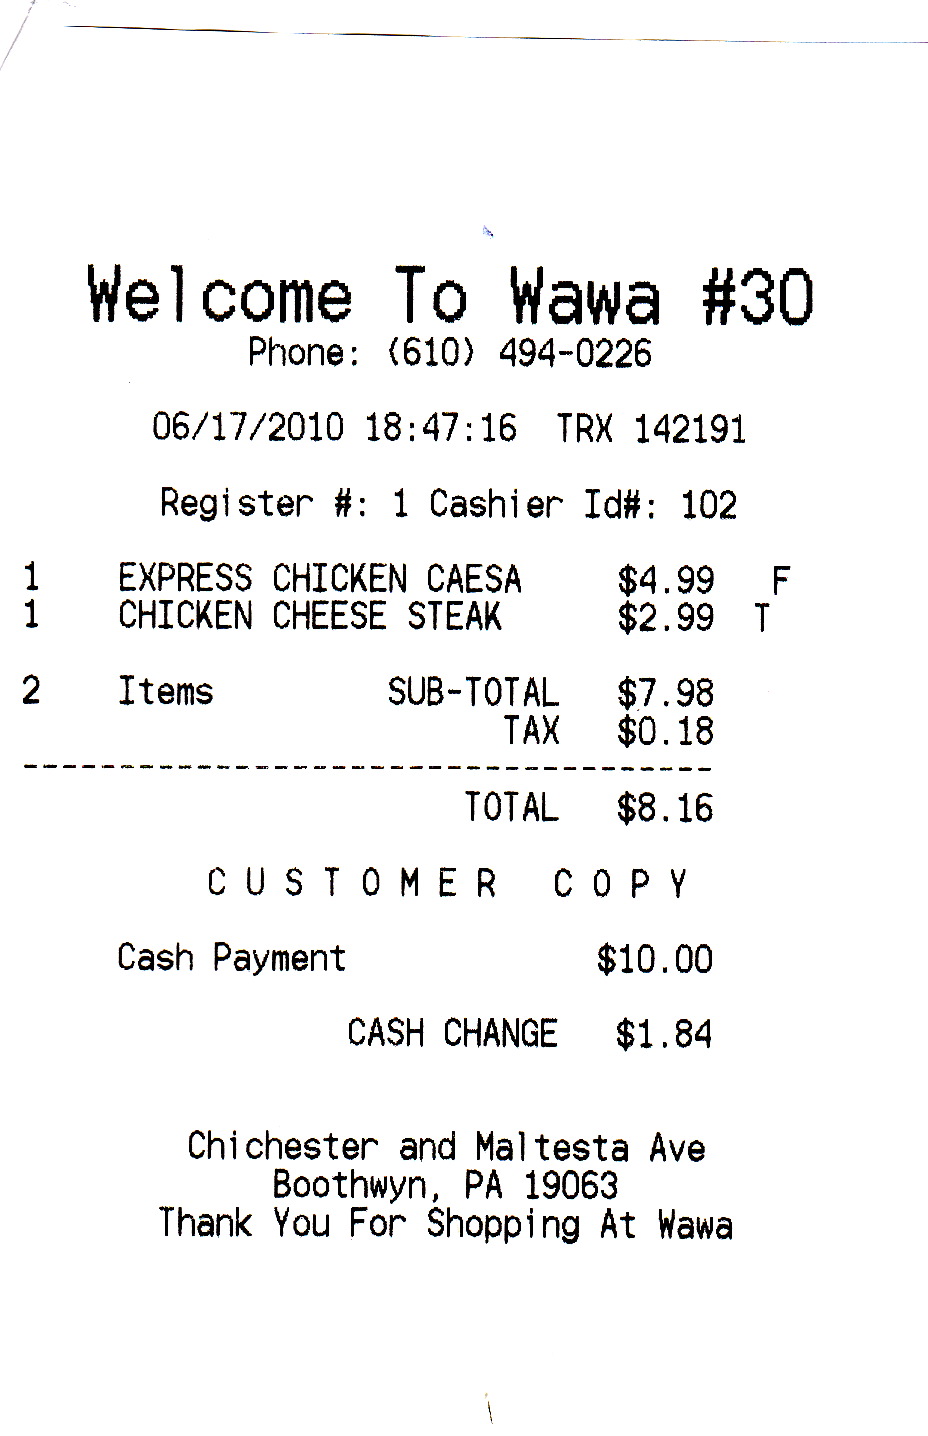 Welcome To Wawa #30
Phone: (610) 494-0226
06/17/2010 18:47:16 TRX 142191
Register #: 1 Cashier Id#: 102
1 EXPRESS CHICKEN CAESA $4.99 F
1 CHICKEN CHEESE STEAK $2.99 T
2 Items SUB-TOTAL $7.98
TAX $0.18
------------------------------------
TOTAL $8.16
CUSTOMER COPY
Cash Payment $10.00
CASH CHANGE $1.84
Chichester and Maltesta Ave
Boothwyn, PA 19063
Thank You For Shopping At Wawa